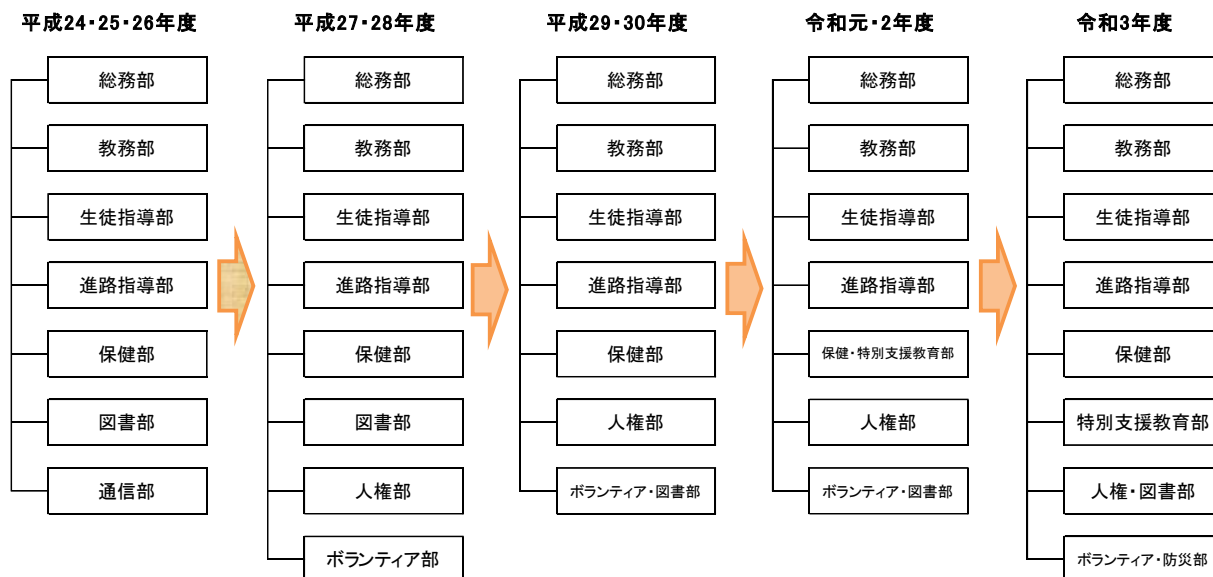 平成24・25・26年度
総務部
教務部
生徒指導部
進路指導部
保健部
図書部
通信部
平成27・28年度
総務部
教務部
生徒指導部
進路指導部
保健部
図書部
人権部
ボランティア部
平成29・30年度
総務部
教務部
生徒指導部
進路指導部
保健部
人権部
ボランティア・図書部
令和元・2年度
総務部
教務部
生徒指導部
進路指導部
保健・特別支援教育部
人権部
ボランティア・図書部
令和3年度
総務部
教務部
生徒指導部
進路指導部
保健部
特別支援教育部
人権・図書部
ボランティア・防災部